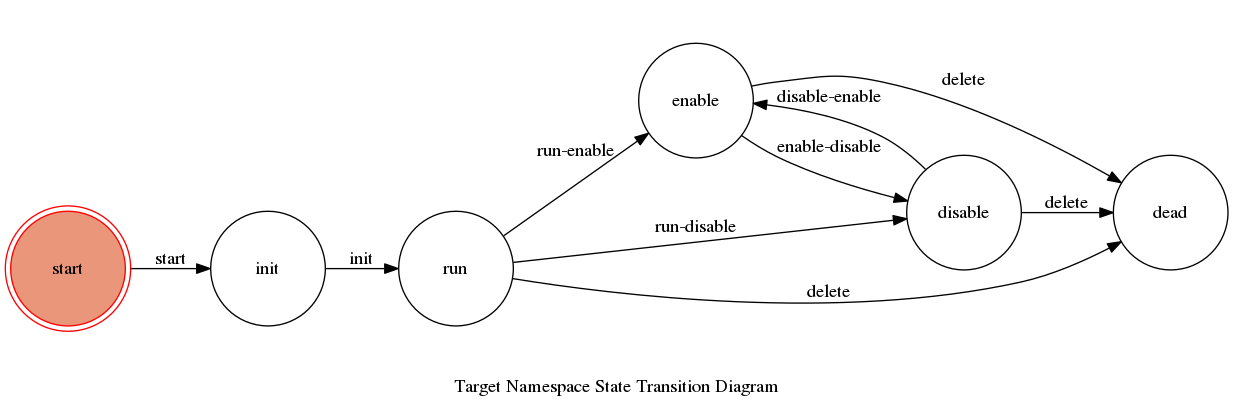 enable
delete
disable-enable
enable-disable
run-enable
run-disable
disable
delete
dead
start
start
init
init
run
delete
Target Namespace State Transition Diagram